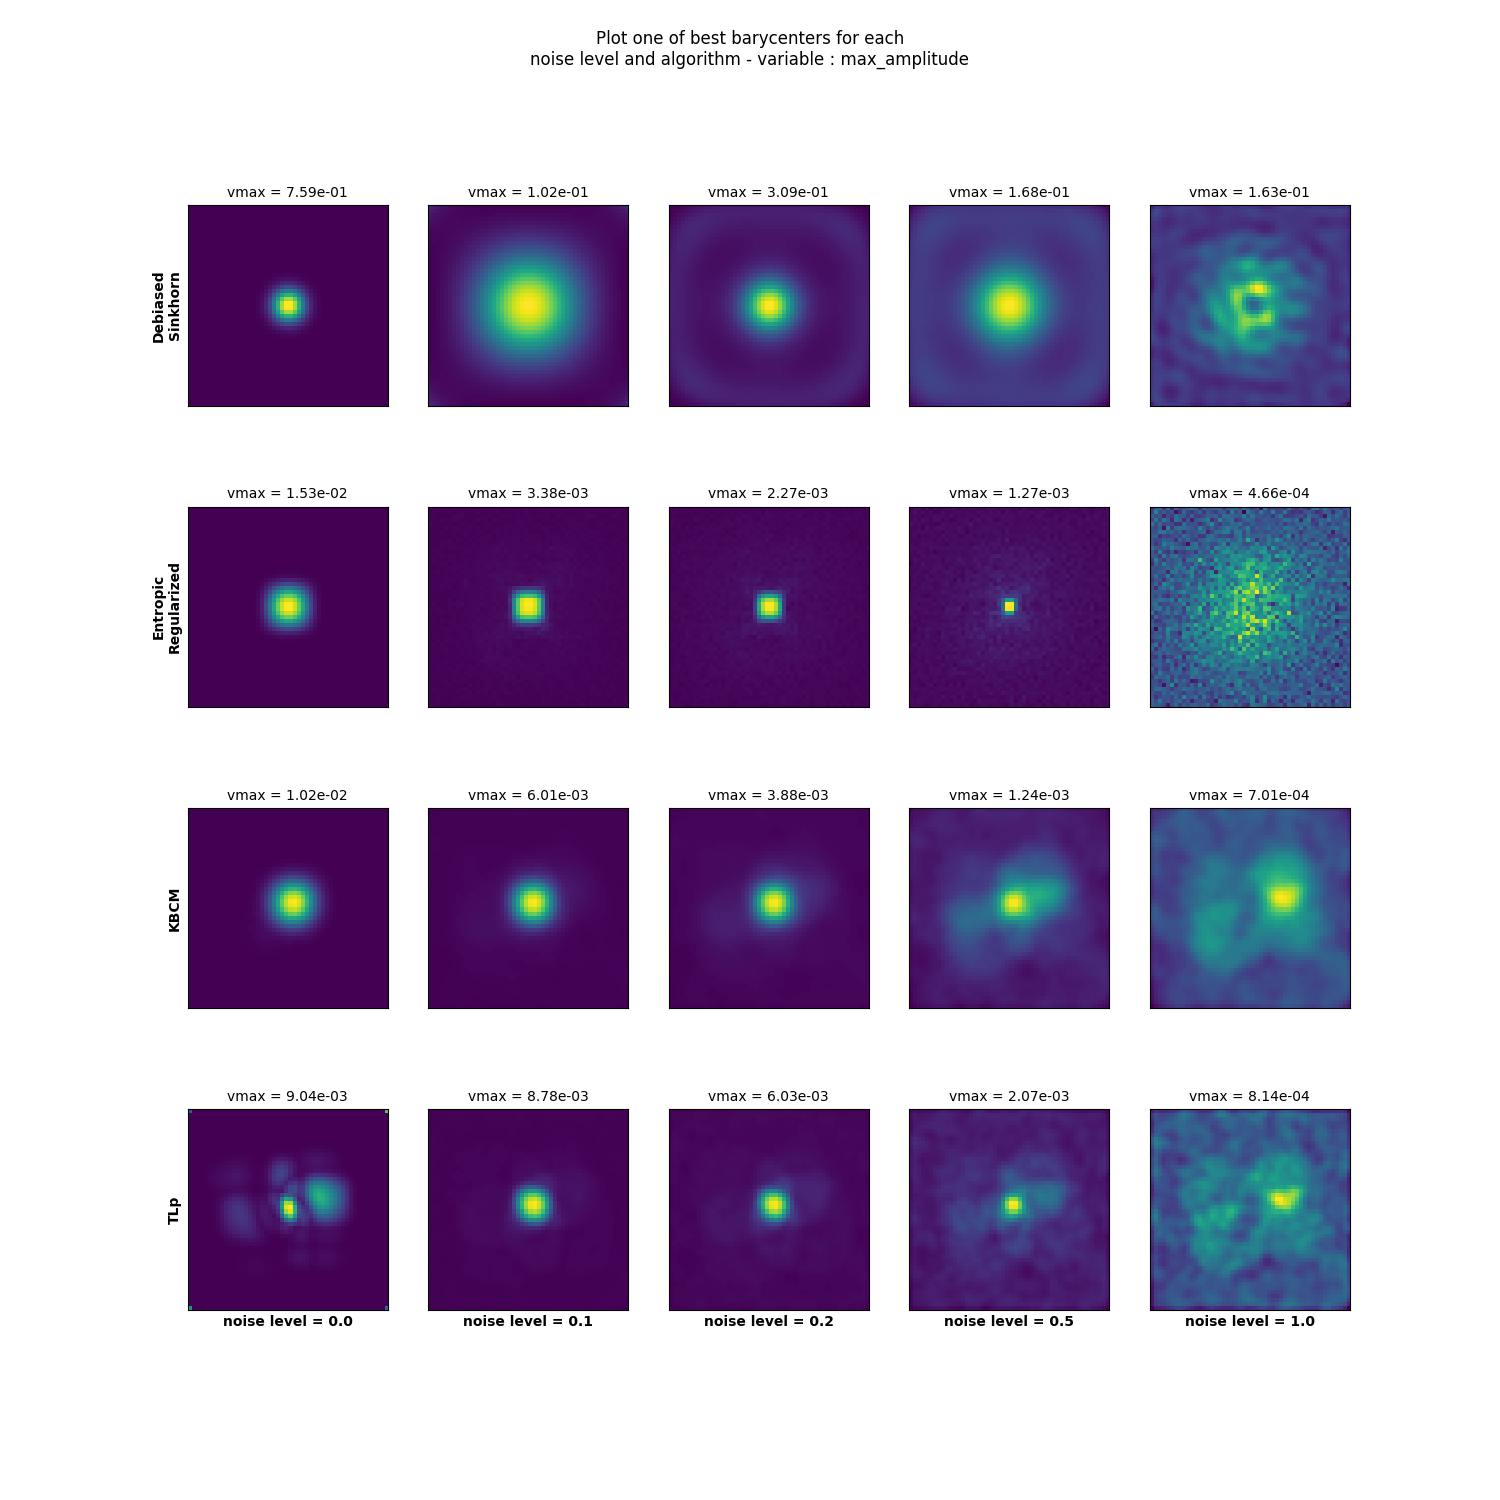 Plot one of best barycenters for each
noise level and algorithm - variable : max_amplitude
vmax = 7.59e-01
vmax = 1.02e-01
vmax = 3.09e-01
vmax = 1.68e-01
vmax = 1.63e-01
Debiased
Sinkhorn
vmax = 1.53e-02
vmax = 3.38e-03
vmax = 2.27e-03
vmax = 1.27e-03
vmax = 4.66e-04
Entropic
Regularized
vmax = 1.02e-02
vmax = 6.01e-03
vmax = 3.88e-03
vmax = 1.24e-03
vmax = 7.01e-04
KBCM
vmax = 9.04e-03
vmax = 8.78e-03
vmax = 6.03e-03
vmax = 2.07e-03
vmax = 8.14e-04
TLp
noise level = 0.0
noise level = 0.1
noise level = 0.2
noise level = 0.5
noise level = 1.0